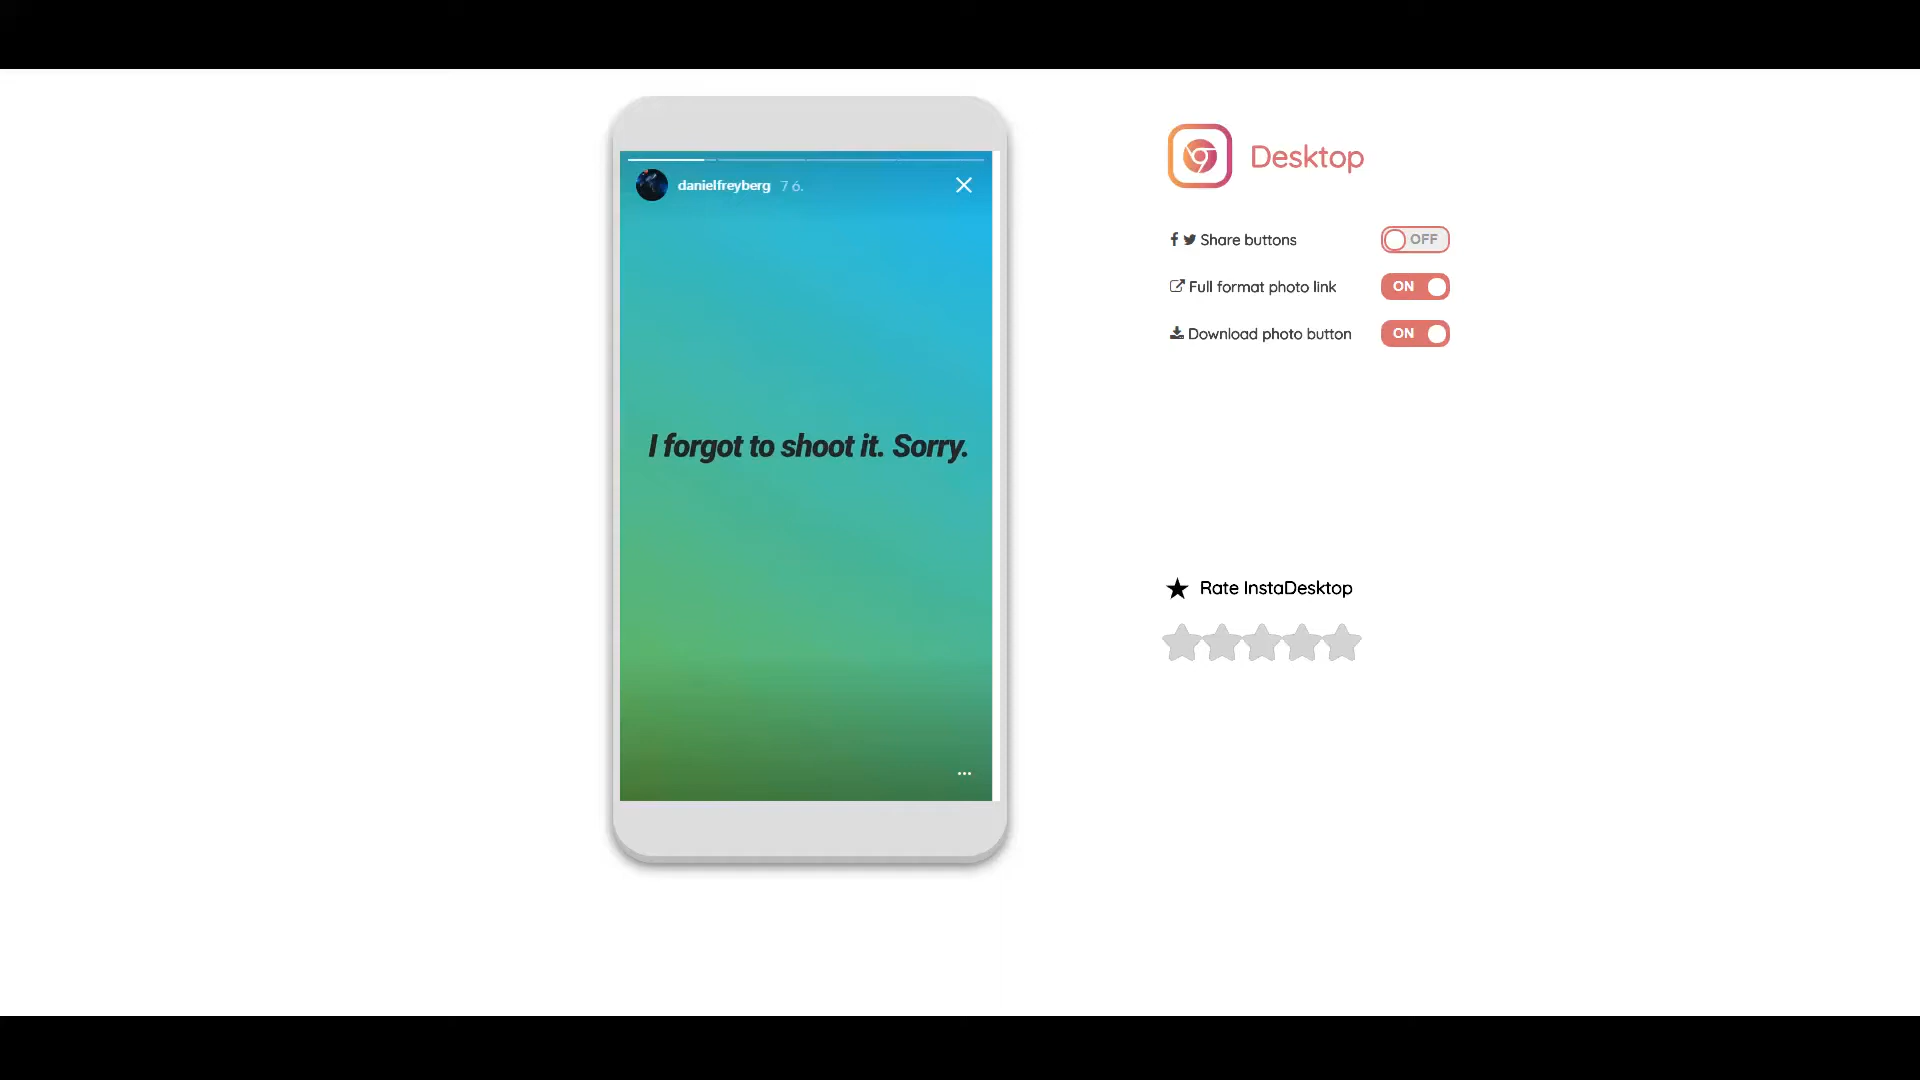 danielfreyberg 7 ó.
I forgot to shoot it. Sorry.
Desktop
Share buttons OFF
Full format photo link ON
Download photo button ON
Rate InstaDesktop